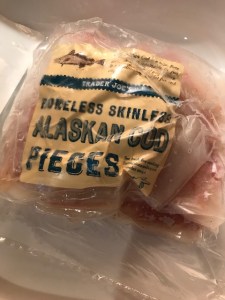 TRADER JOE'S
BONELESS SKINLESS
ALASKAN COD
PIECES